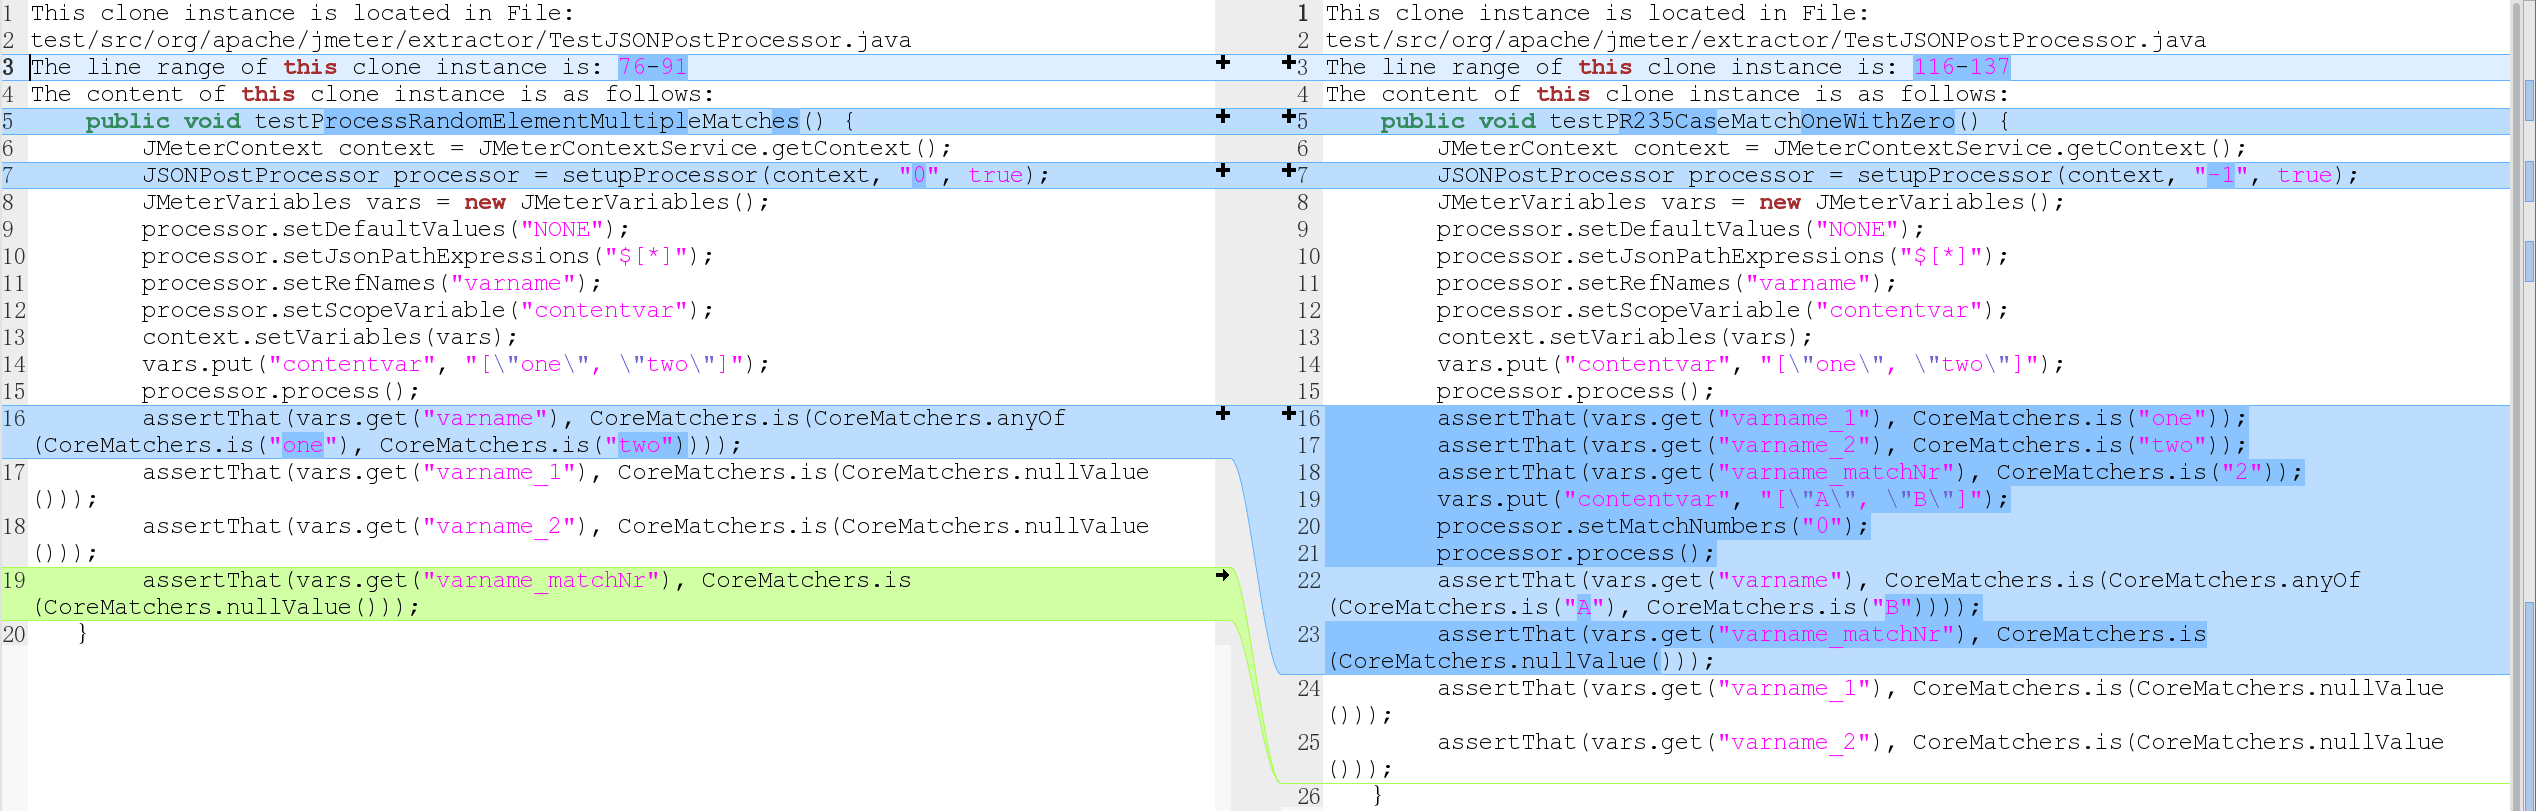 1 This clone instance is located in File:
2 test/src/org/apache/jmeter/extractor/TestJSONPostProcessor.java
3 The line range of this clone instance is: 76-91
4 The content of this clone instance is as follows:
5 public void testProcessRandomElementMultipleMatches() {
6 JMeterContext context = JMeterContextService.getContext();
7 JSONPostProcessor processor = setupProcessor(context, "0", true);
8 JMeterVariables vars = new JMeterVariables();
9 processor.setDefaultValues("NONE");
10 processor.setJsonPathExpressions("$[*]");
11 processor.setRefNames("varname");
12 processor.setScopeVariable("contentvar");
13 context.setVariables(vars);
14 vars.put("contentvar", "[\"one\", \"two\"]");
15 processor.process();
16 assertThat(vars.get("varname"), CoreMatchers.is(CoreMatchers.anyOf
(CoreMatchers.is("one"), CoreMatchers.is("two"))));
17 assertThat(vars.get("varname_1"), CoreMatchers.is(CoreMatchers.nullValue
()));
18 assertThat(vars.get("varname_2"), CoreMatchers.is(CoreMatchers.nullValue
()));
19 assertThat(vars.get("varname_matchNr"), CoreMatchers.is
(CoreMatchers.nullValue()));
20 }
1 This clone instance is located in File:
2 test/src/org/apache/jmeter/extractor/TestJSONPostProcessor.java
3 The line range of this clone instance is: 116-137
4 The content of this clone instance is as follows:
5 public void testPR235CaseMatchOneWithZero() {
6 JMeterContext context = JMeterContextService.getContext();
7 JSONPostProcessor processor = setupProcessor(context, "-1", true);
8 JMeterVariables vars = new JMeterVariables();
9 processor.setDefaultValues("NONE");
10 processor.setJsonPathExpressions("$[*]");
11 processor.setRefNames("varname");
12 processor.setScopeVariable("contentvar");
13 context.setVariables(vars);
14 vars.put("contentvar", "[\"one\", \"two\"]");
15 processor.process();
16 assertThat(vars.get("varname_1"), CoreMatchers.is("one"));
17 assertThat(vars.get("varname_2"), CoreMatchers.is("two"));
18 assertThat(vars.get("varname_matchNr"), CoreMatchers.is("2"));
19 vars.put("contentvar", "[\"A\", \"B\"]");
20 processor.setMatchNumbers("0");
21 processor.process();
22 assertThat(vars.get("varname"), CoreMatchers.is(CoreMatchers.anyOf
(CoreMatchers.is("A"), CoreMatchers.is("B"))));
23 assertThat(vars.get("varname_matchNr"), CoreMatchers.is
(CoreMatchers.nullValue()));
24 assertThat(vars.get("varname_1"), CoreMatchers.is(CoreMatchers.nullValue
()));
25 assertThat(vars.get("varname_2"), CoreMatchers.is(CoreMatchers.nullValue
()));
26 }